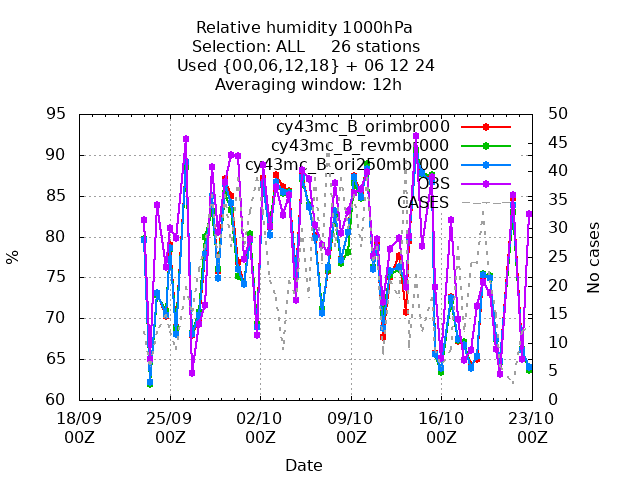 Relative humidity 1000hPa
Selection: ALL 26 stations
Used {00,06,12,18} + 06 12 24
Averaging window: 12h
cy43mc_B_orimbr000
cy43mc_B_revmbr000
cy43mc_B_ori250mbr000
OBS
CASES
95
90
85
80
75
70
65
60
%
50
45
40
35
30
25
20
15
10
5
0
No cases
18/09 25/09 02/10 09/10 16/10 23/10
00Z 00Z 00Z 00Z 00Z 00Z
Date